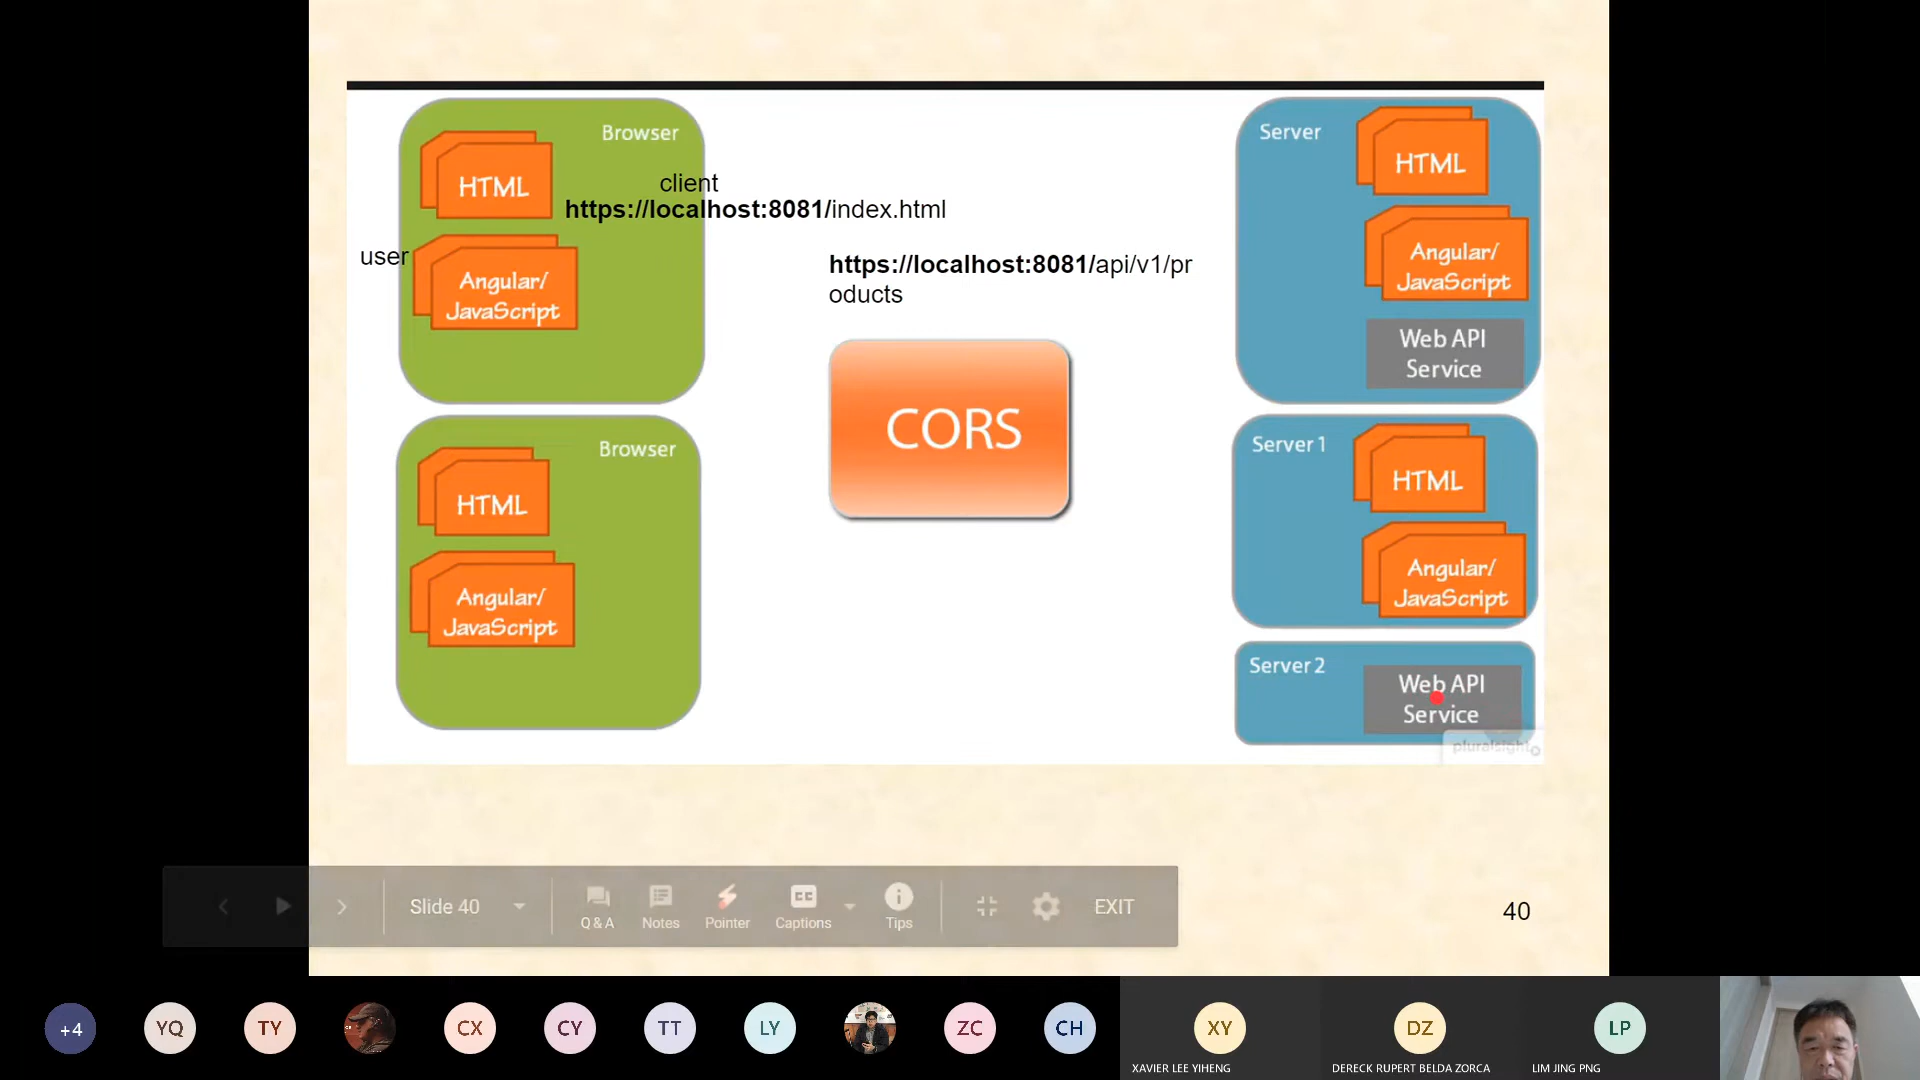 Browser
HTML
client
https://localhost:8081/index.html
user
Angular/
JavaScript
https://localhost:8081/api/v1/pr
oducts
CORS
Server
HTML
Angular/
JavaScript
Web API
Service
Browser
HTML
Angular/
JavaScript
Server 1
HTML
Angular/
JavaScript
Server 2
Web API
Service
pluralsight
Slide 40
Q & A
Notes
Pointer
CC
Captions
Tips
EXIT
40
+4
YQ
TY
CX
CY
TT
LY
ZC
CH
XY
XAVIER LEE YIHENG
DZ
DERECK RUPERT BELDA ZORCA
LP
LIM JING PNG